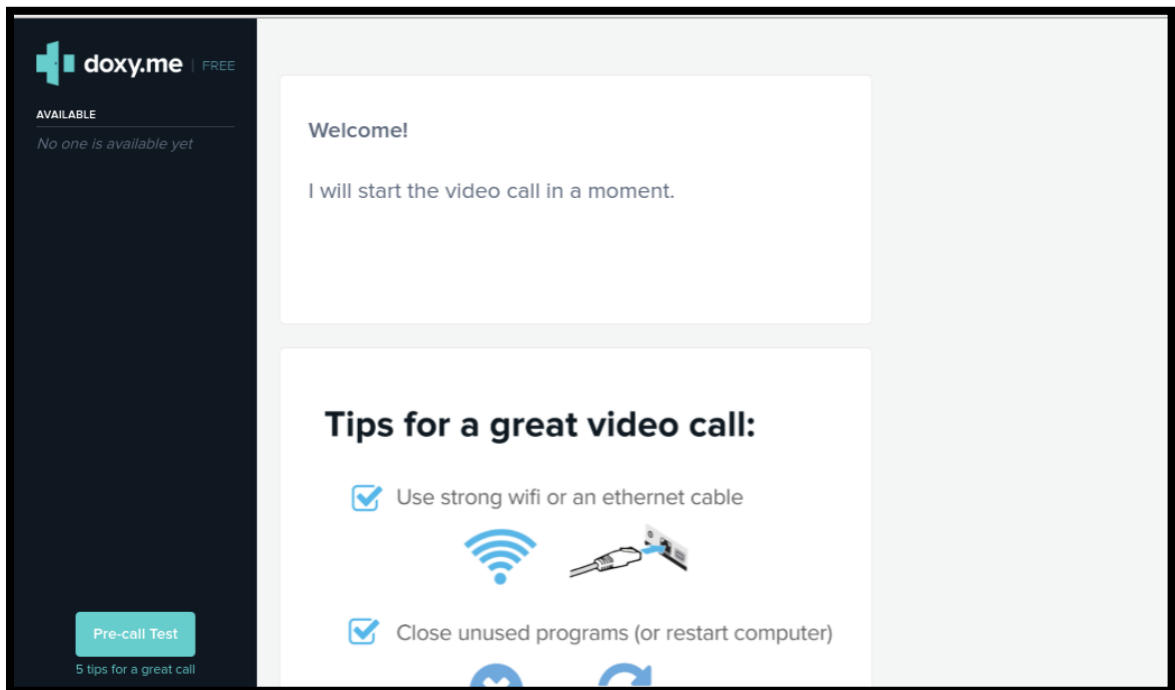 doxy.me | FREE
AVAILABLE
No one is available yet
Welcome!
I will start the video call in a moment.
Tips for a great video call:
Use strong wifi or an ethernet cable
Close unused programs (or restart computer)
Pre-call Test
5 tips for a great call